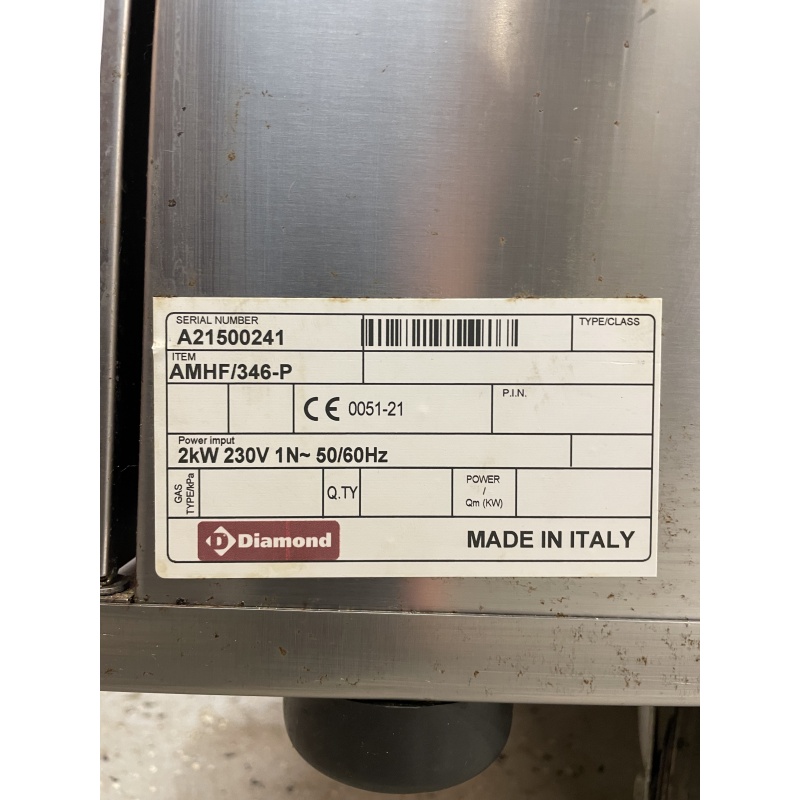 SERIAL NUMBER
A21500241
TYPE/CLASS
ITEM
AMHF/346-P
CE 0051-21
P.I.N.
Power imput
2kW 230V 1N~ 50/60Hz
GAS
TYPE/kPa
Q.TY
POWER
/
Qm (KW)
D Diamond
MADE IN ITALY